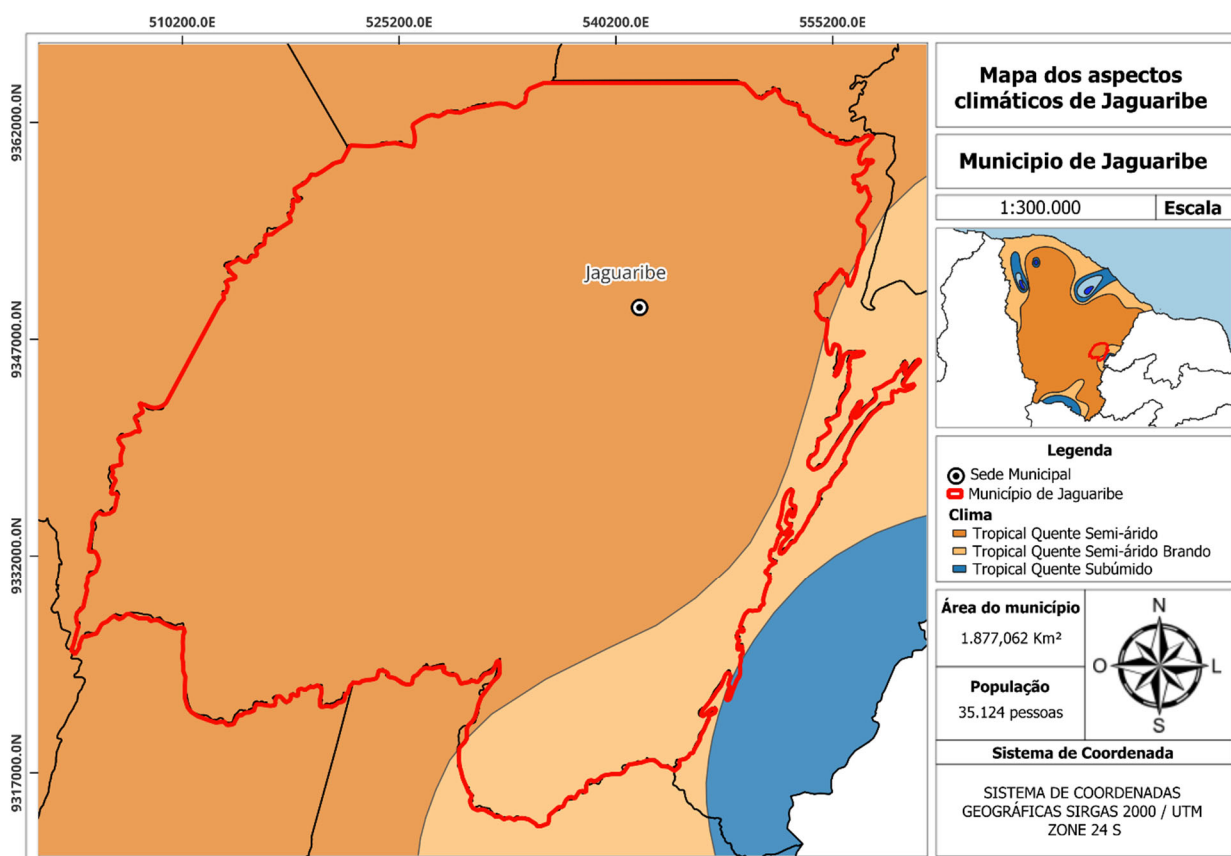 510200.0E
525200.0E
540200.0E
555200.0E
9362000.0N
9347000.0N
9332000.0N
9317000.0N
Jaguaribe
Mapa dos aspectos
climáticos de Jaguaribe
Municipio de Jaguaribe
1:300.000
Escala
Legenda
Sede Municipal
Município de Jaguaribe
Clima
Tropical Quente Semi-árido
Tropical Quente Semi-árido Brando
Tropical Quente Subúmido
Área do município
1.877,062 Km²
População
35.124 pessoas
N
O
L
S
Sistema de Coordenada
SISTEMA DE COORDENADAS
GEOGRÁFICAS SIRGAS 2000 / UTM
ZONE 24 S